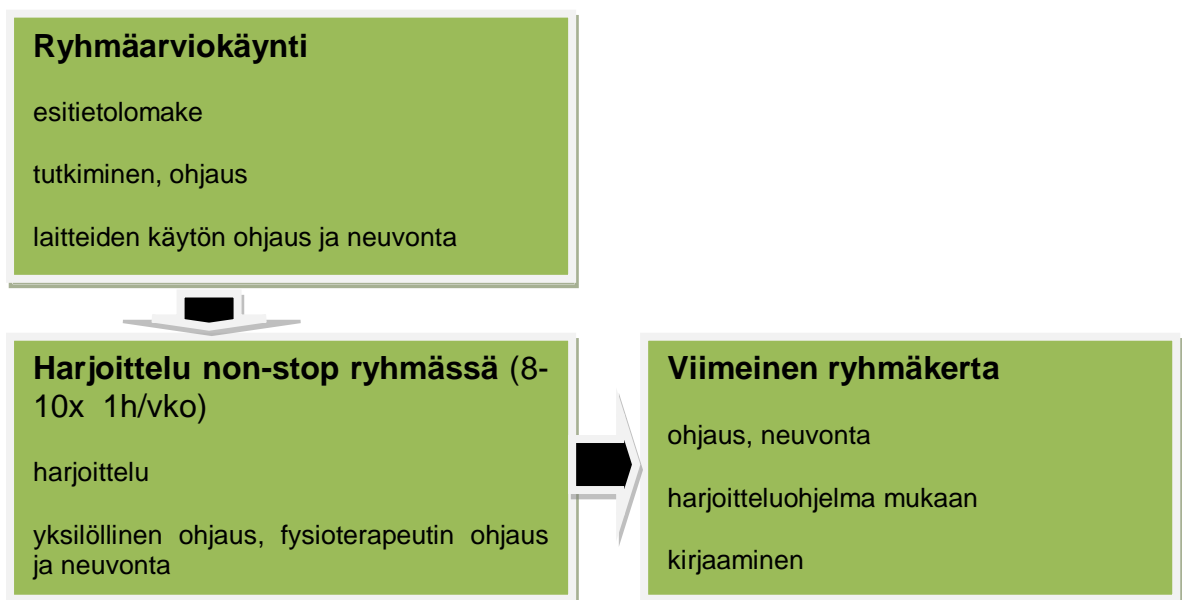 Ryhmäarviokäynti
esitietolomake
tutkiminen, ohjaus
laitteiden käytön ohjaus ja neuvonta
Harjoittelu non-stop ryhmässä (8-
10x 1h/vko)
harjoittelu
yksilöllinen ohjaus, fysioterapeutin ohjaus
ja neuvonta
Viimeinen ryhmäkerta
ohjaus, neuvonta
harjoitteluohjelma mukaan
kirjaaminen